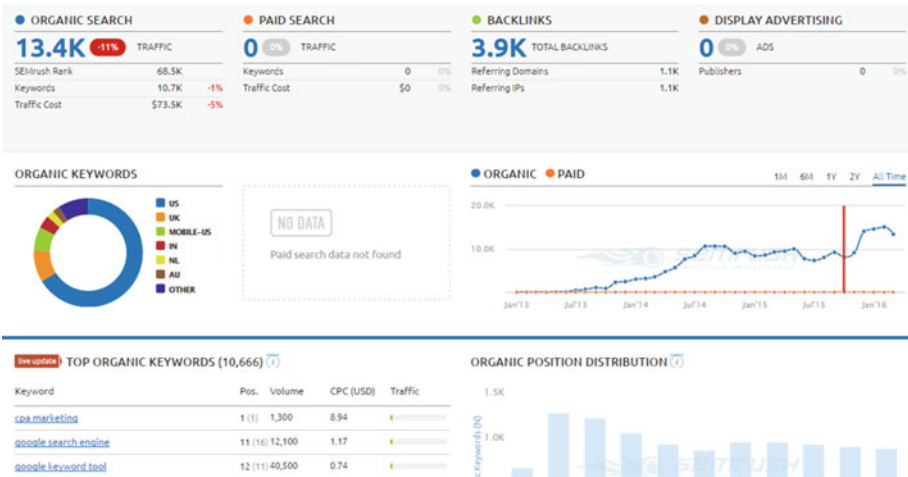 ORGANIC SEARCH
13.4K -11% TRAFFIC
SEMrush Rank 68.5K
Keywords 10.7K -1%
Traffic Cost $73.5K -5%
PAID SEARCH
0 0% TRAFFIC
Keywords 0 0%
Traffic Cost $0 0%
BACKLINKS
3.9K TOTAL BACKLINKS
Referring Domains 1.1K
Referring IPs 1.1K
DISPLAY ADVERTISING
0 0% ADS
Publishers 0 0%
ORGANIC KEYWORDS
US
UK
MOBILE-US
IN
NL
AU
OTHER
NO DATA
Paid search data not found
ORGANIC PAID
1M 6M 1Y 2Y All Time
20.0K
10.0K
SEMRUSH
Jan'13 Jul'13 Jan'14 Jul'14 Jan'15 Jul'15 Jan'16
live update TOP ORGANIC KEYWORDS (10,666) i
Keyword Pos. Volume CPC (USD) Traffic
cpa marketing 1 (1) 1,300 8.94
google search engine 11 (16) 12,100 1.17
google keyword tool 12 (11) 40,500 0.74
ORGANIC POSITION DISTRIBUTION i
1.5K
1.0K
Keywords (N)
SEMRUSH